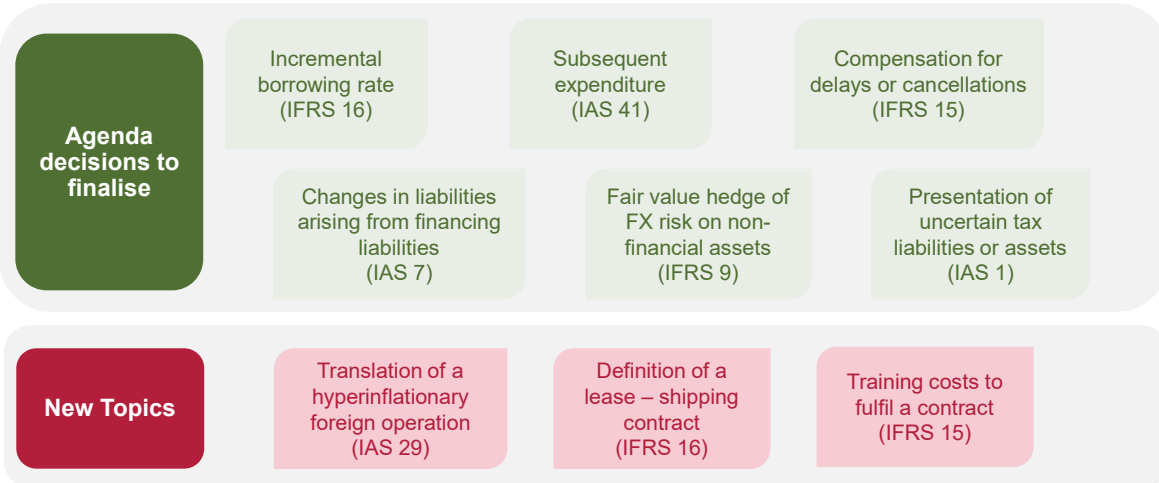 Agenda
decisions to
finalise
Incremental
borrowing rate
(IFRS 16)
Subsequent
expenditure
(IAS 41)
Compensation for
delays or cancellations
(IFRS 15)
Changes in liabilities
arising from financing
liabilities
(IAS 7)
Fair value hedge of
FX risk on non-
financial assets
(IFRS 9)
Presentation of
uncertain tax
liabilities or assets
(IAS 1)
New Topics
Translation of a
hyperinflationary
foreign operation
(IAS 29)
Definition of a
lease – shipping
contract
(IFRS 16)
Training costs to
fulfil a contract
(IFRS 15)